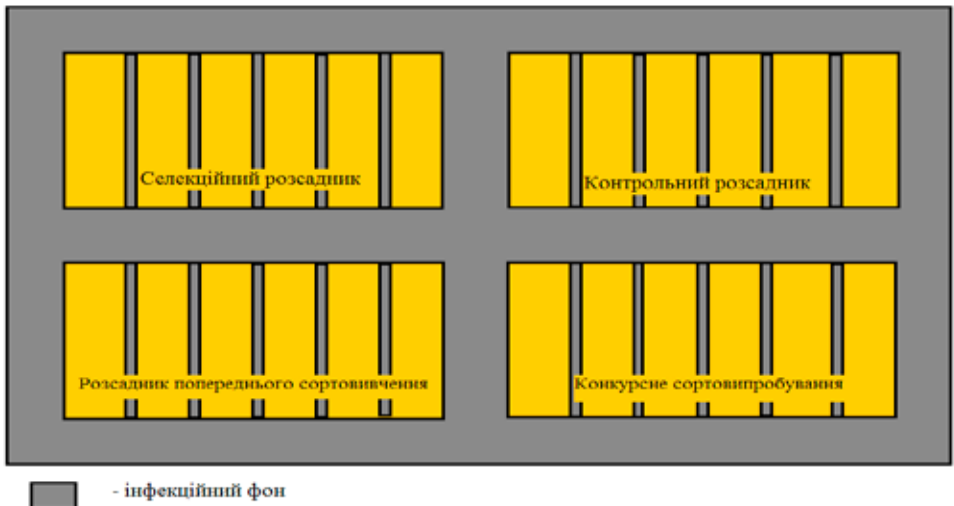 Селекційний розсадник
Контрольний розсадник
Розсадник попереднього сортовивчення
Конкурсне сортовипробування
- інфекційний фон